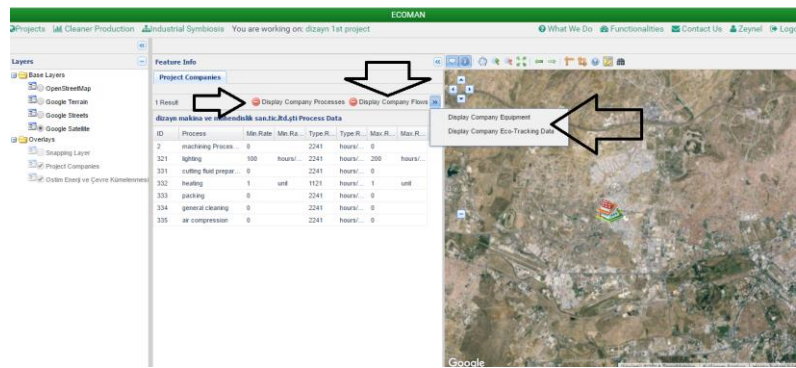 ECOMAN
Projects Cleaner Production Industrial Symbiosis You are working on: dizayn 1st project What We Do Functionalities Contact Us Zeynel Logo
Layers
Feature Info
Base Layers
OpenStreetMap
Google Terrain
Google Streets
Google Satellite
Overlays
Snapping Layer
Project Companies
Ostim Enerji ve Çevre Kümelenmesi
Project Companies
1 Result Display Company Processes Display Company Flows
Display Company Equipment
Display Company Eco-Tracking Data
dizayn makina ve mühendislik san.tic.ltd.şti Process Data
ID Process Min.Rate Min.Ra... Type.R... Type.R... Max.R... Max.R...
2 machining Proces... 0 2241 hours/... 0
321 lighting 100 hours/... 2241 hours/... 200 hours/...
331 cutting fluid prepar... 0 2241 hours/... 0
332 heating 1 unit 1121 hours/... 1 unit
333 packing 0 2241 hours/... 0
334 general cleaning 0 2241 hours/... 0
335 air compression 0 2241 hours/... 0
Google